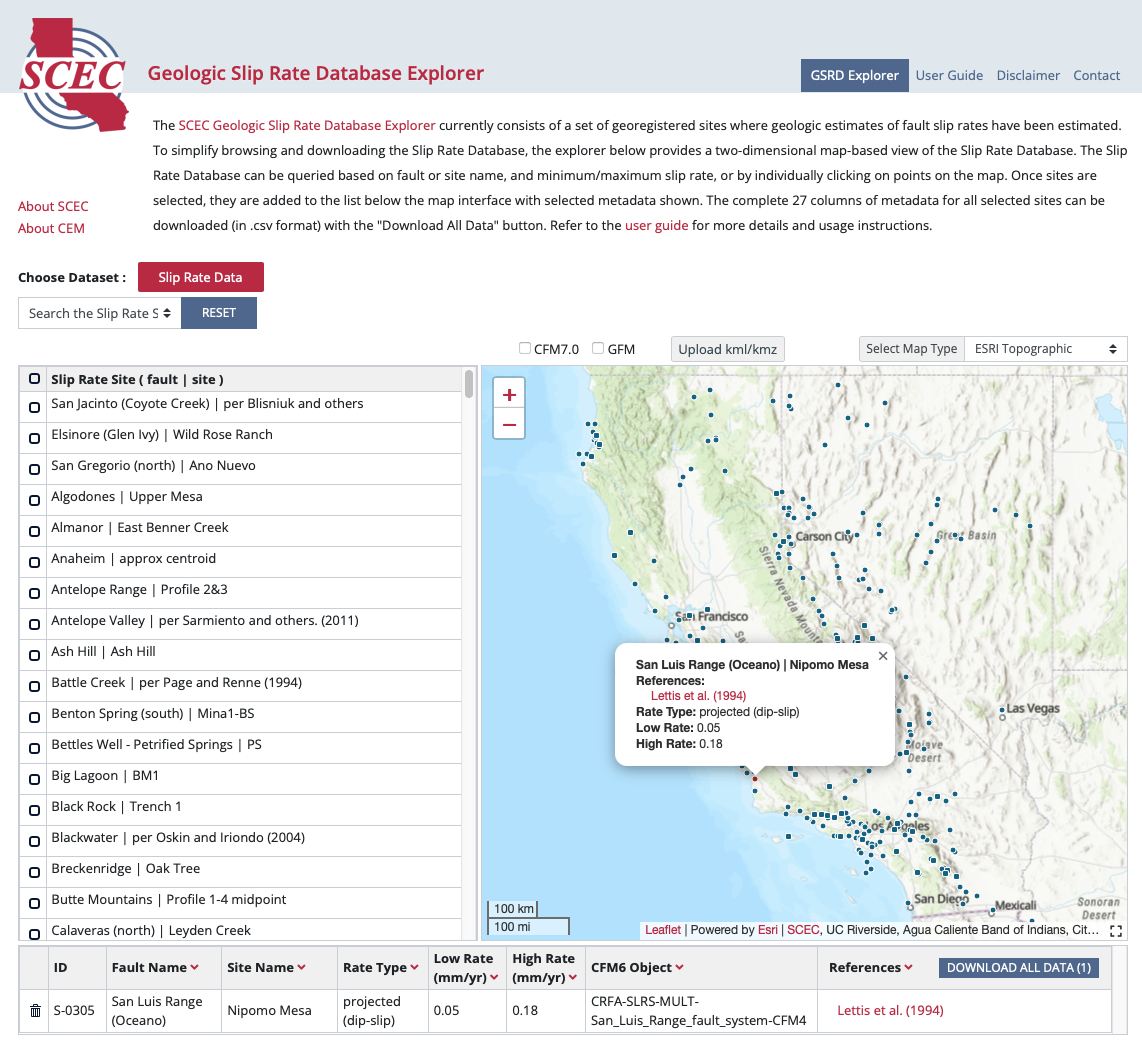 SCEC
Geologic Slip Rate Database Explorer
GSRD Explorer
User Guide
Disclaimer
Contact
The SCEC Geologic Slip Rate Database Explorer currently consists of a set of georegistered sites where geologic estimates of fault slip rates have been estimated.
To simplify browsing and downloading the Slip Rate Database, the explorer below provides a two-dimensional map-based view of the Slip Rate Database. The Slip
Rate Database can be queried based on fault or site name, and minimum/maximum slip rate, or by individually clicking on points on the map. Once sites are
selected, they are added to the list below the map interface with selected metadata shown. The complete 27 columns of metadata for all selected sites can be
downloaded (in .csv format) with the "Download All Data" button. Refer to the user guide for more details and usage instructions.
About SCEC
About CEM
Choose Dataset :
Slip Rate Data
Search the Slip Rate S
RESET
CFM7.0
GFM
Upload kml/kmz
Select Map Type
ESRI Topographic
Slip Rate Site ( fault | site )
San Jacinto (Coyote Creek) | per Blisniuk and others
Elsinore (Glen Ivy) | Wild Rose Ranch
San Gregorio (north) | Ano Nuevo
Algodones | Upper Mesa
Almanor | East Benner Creek
Anaheim | approx centroid
Antelope Range | Profile 2&3
Antelope Valley | per Sarmiento and others. (2011)
Ash Hill | Ash Hill
Battle Creek | per Page and Renne (1994)
Benton Spring (south) | Mina1-BS
Bettles Well - Petrified Springs | PS
Big Lagoon | BM1
Black Rock | Trench 1
Blackwater | per Oskin and Iriondo (2004)
Breckenridge | Oak Tree
Butte Mountains | Profile 1-4 midpoint
Calaveras (north) | Leyden Creek
+
−
Carson City
Great Basin
Sierra Nevada Mount
San Francisco
Sa
Las Vegas
Mojave
Desert
Los Angeles
San Diego
Mexicali
Sonoran
Desert
San Luis Range (Oceano) | Nipomo Mesa
References:
Lettis et al. (1994)
Rate Type: projected (dip-slip)
Low Rate: 0.05
High Rate: 0.18
100 km
100 mi
Leaflet | Powered by Esri | SCEC, UC Riverside, Agua Caliente Band of Indians, Cit...
ID
Fault Name
Site Name
Rate Type
Low Rate
(mm/yr)
High Rate
(mm/yr)
CFM6 Object
References
DOWNLOAD ALL DATA (1)
S-0305
San Luis Range
(Oceano)
Nipomo Mesa
projected
(dip-slip)
0.05
0.18
CRFA-SLRS-MULT-
San_Luis_Range_fault_system-CFM4
Lettis et al. (1994)